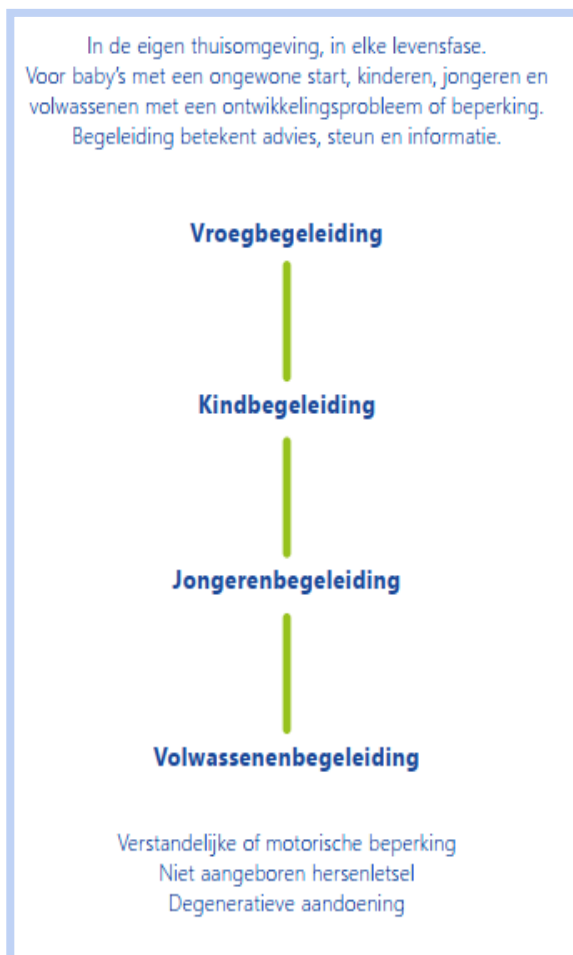 In de eigen thuisomgeving, in elke levensfase.
Voor baby's met een ongewone start, kinderen, jongeren en
volwassenen met een ontwikkelingsprobleem of beperking.
Begeleiding betekent advies, steun en informatie.
Vroegbegeleiding
Kindbegeleiding
Jongerenbegeleiding
Volwassenenbegeleiding
Verstandelijke of motorische beperking
Niet aangeboren hersenletsel
Degeneratieve aandoening